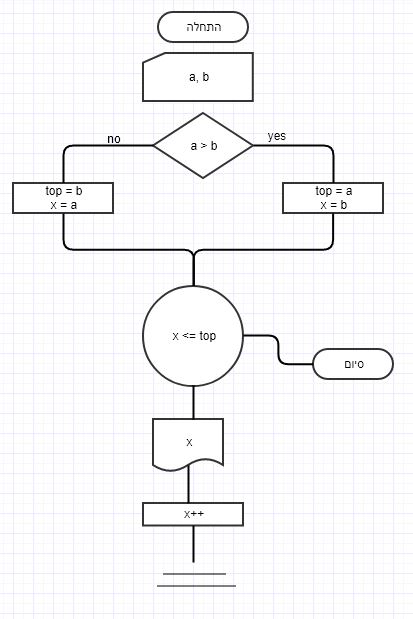 התחלה
a, b
a > b
no
yes
top = b
x = a
top = a
x = b
x <= top
סיום
x
x++